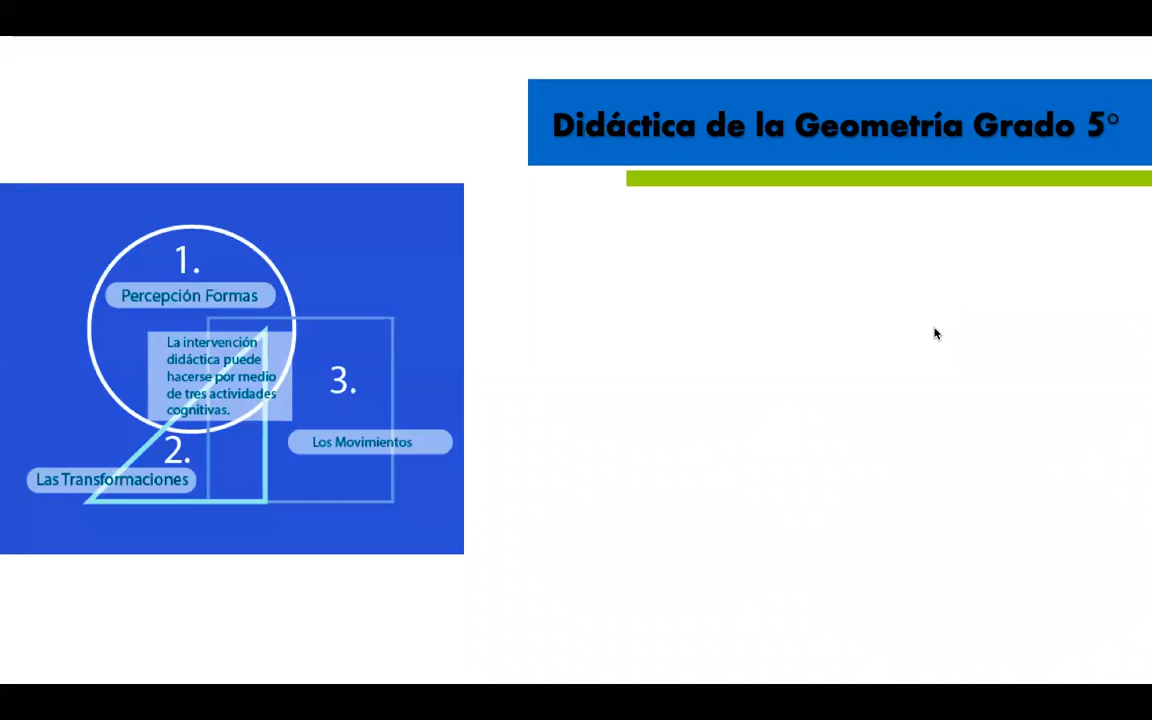 Didáctica de la Geometría Grado 5°
1.
Percepción Formas
La intervención
didáctica puede
hacerse por medio
de tres actividades
cognitivas.
3.
Los Movimientos
2.
Las Transformaciones